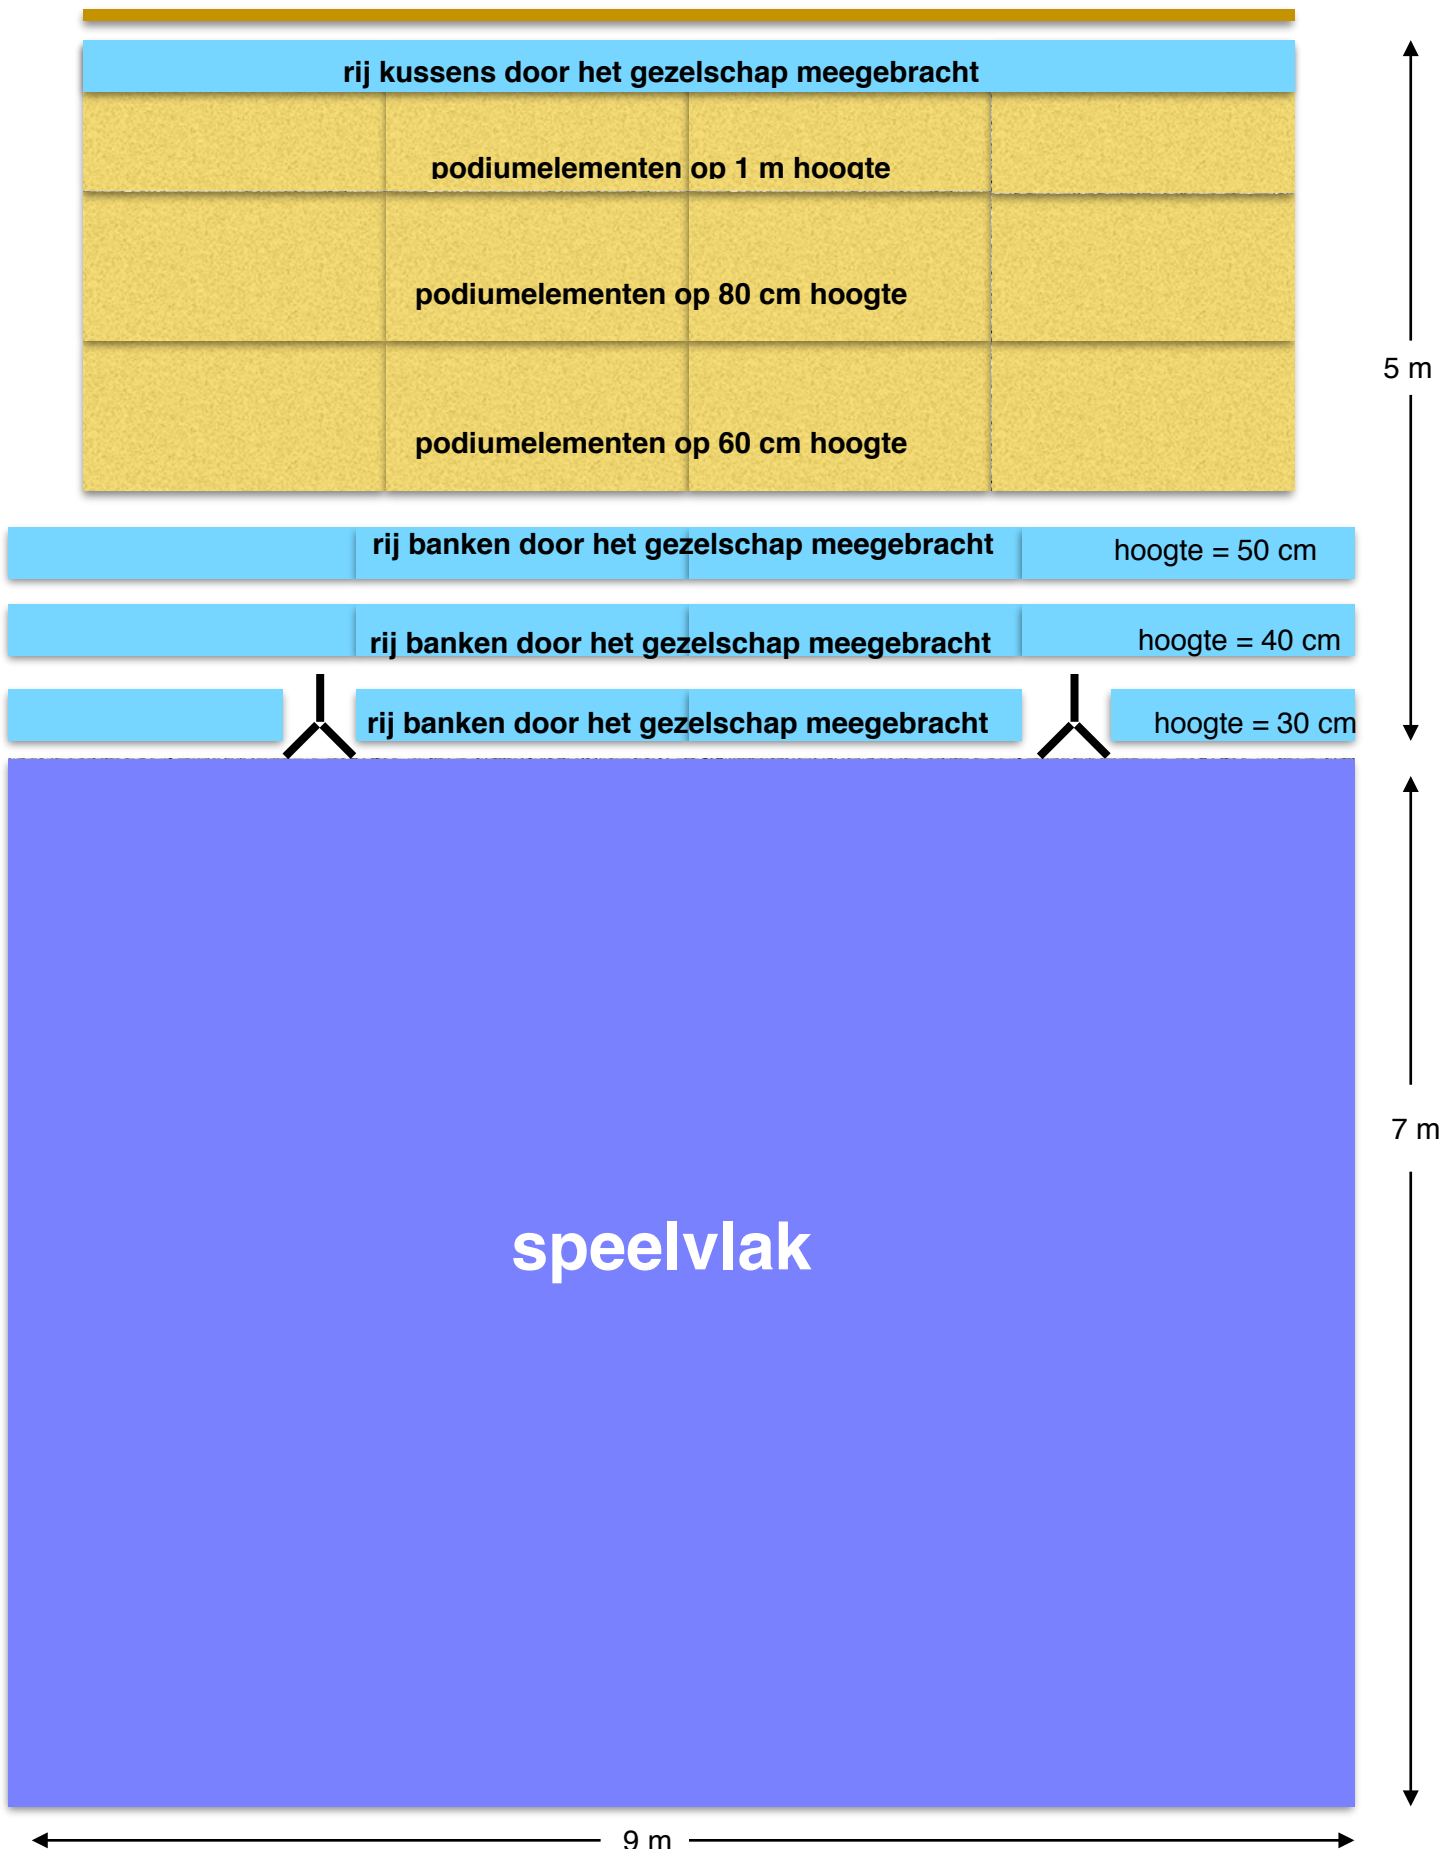 rij kussens door het gezelschap meegebracht
podiumelementen op 1 m hoogte
podiumelementen op 80 cm hoogte
5 m
podiumelementen op 60 cm hoogte
rij banken door het gezelschap meegebracht hoogte = 50 cm
rij banken door het gezelschap meegebracht hoogte = 40 cm
rij banken door het gezelschap meegebracht hoogte = 30 cm
7 m
speelvlak
9 m